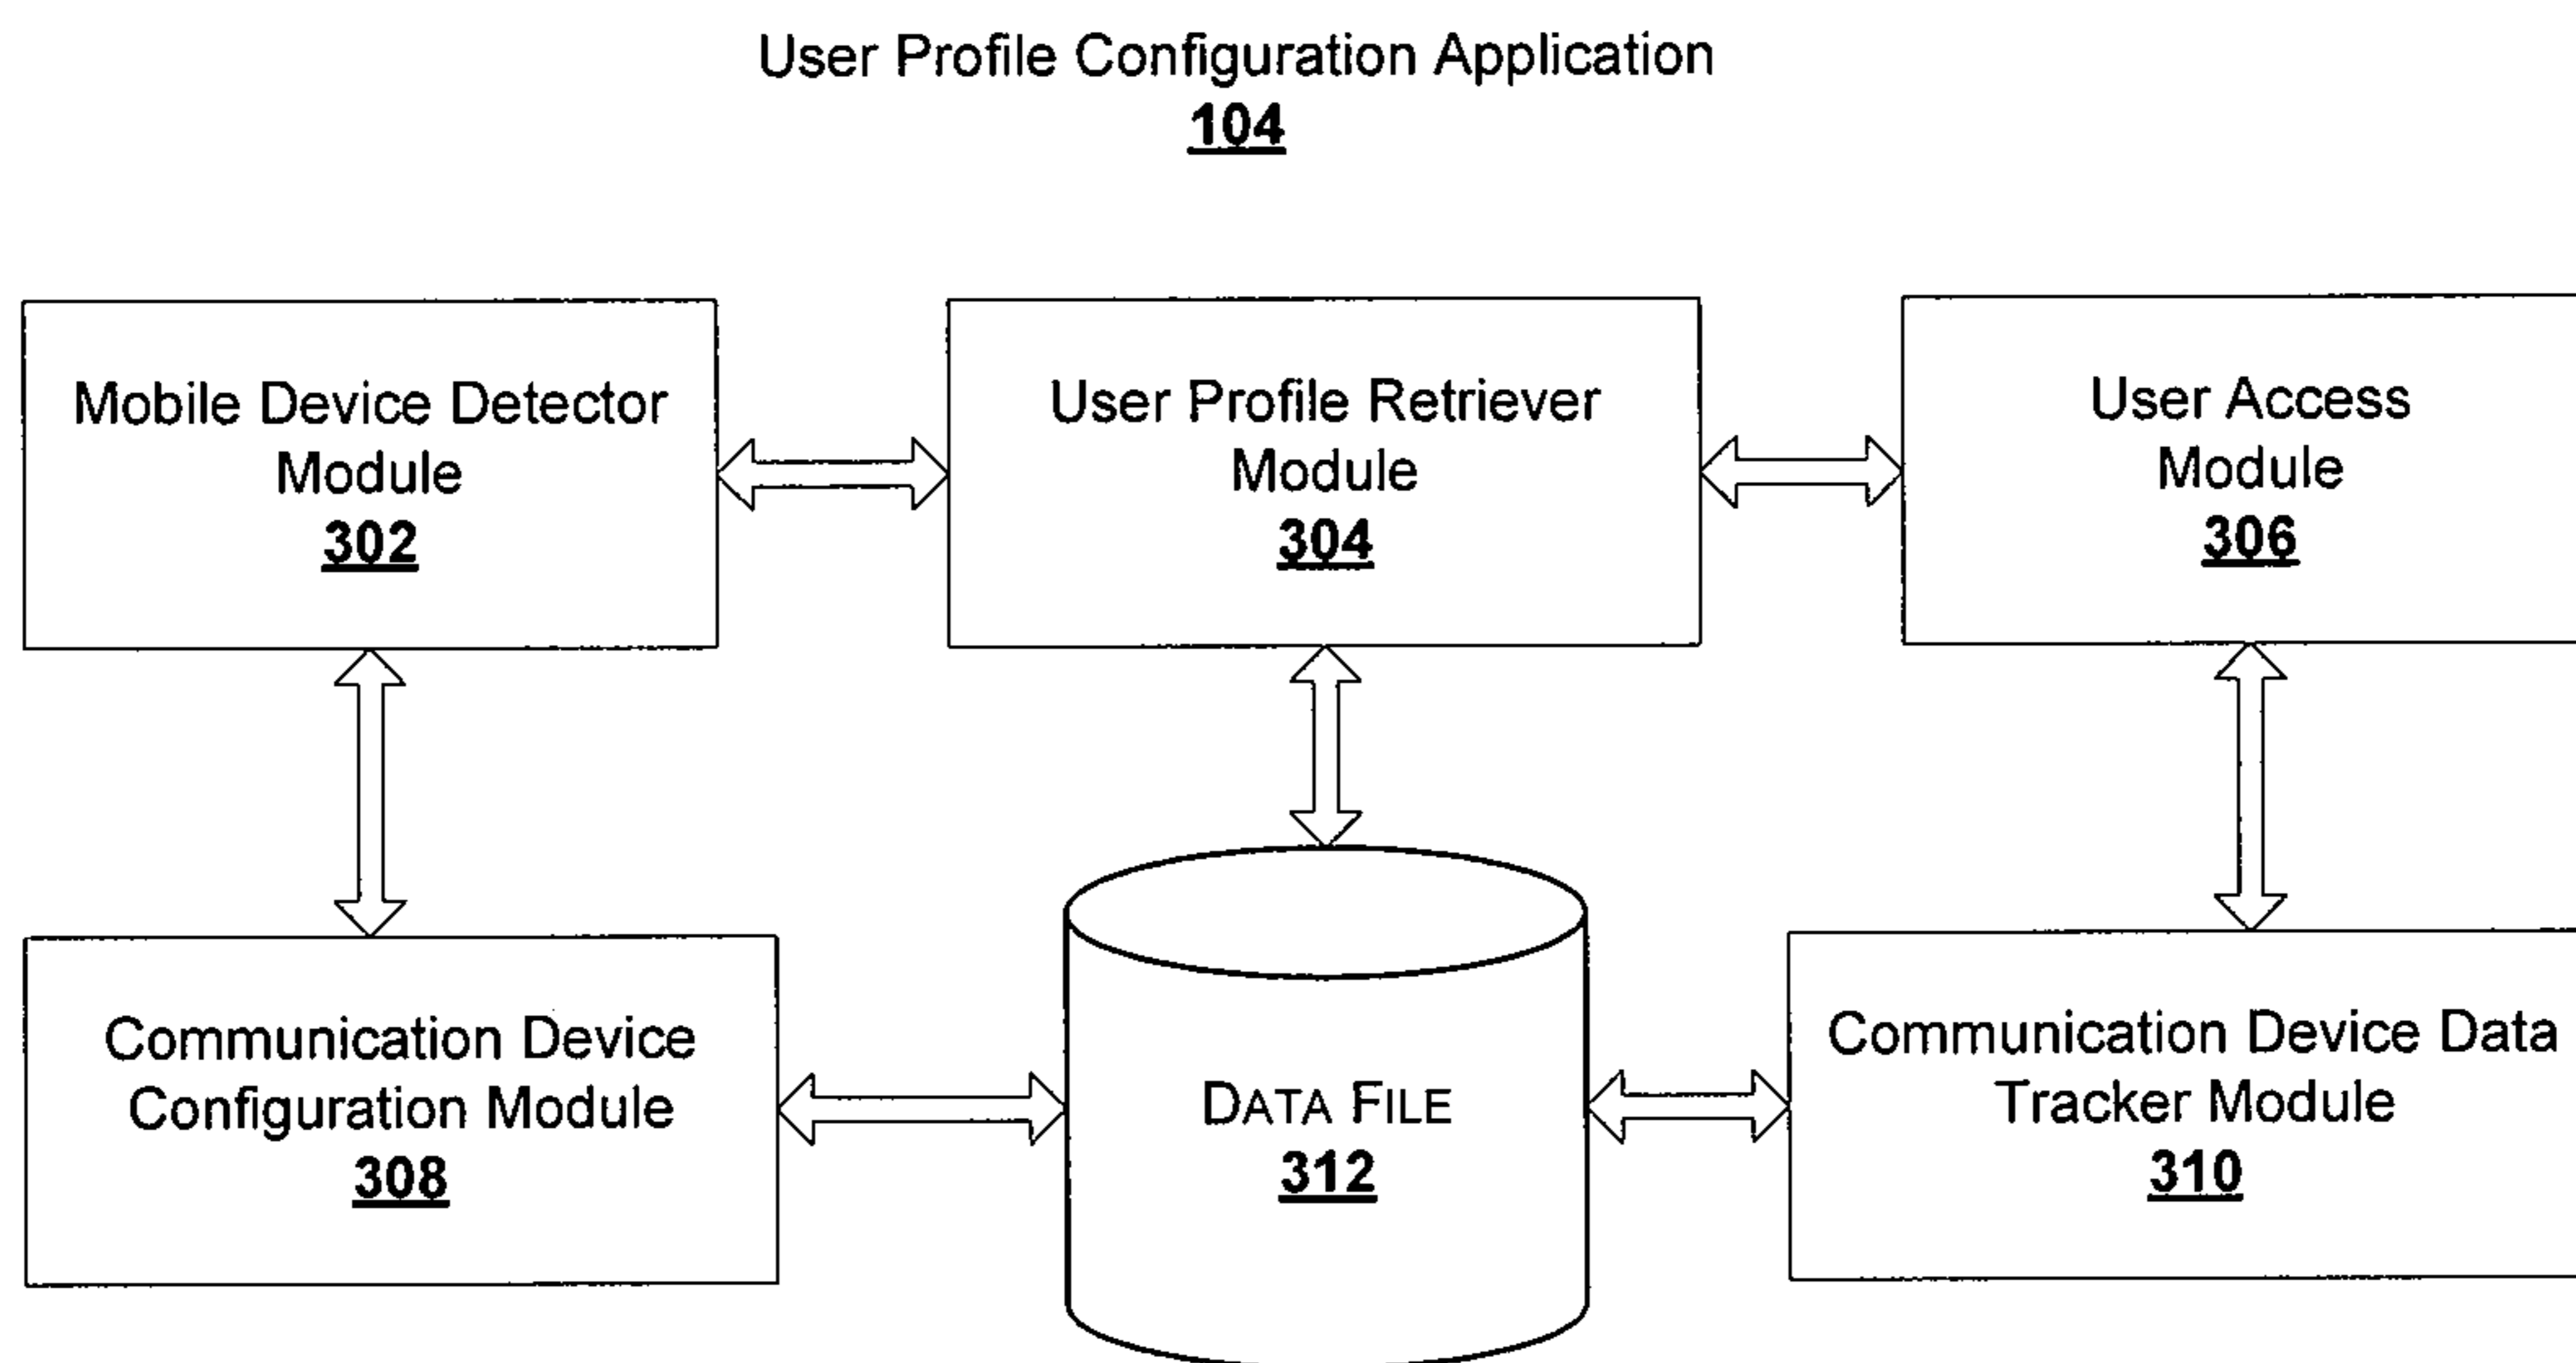 User Profile Configuration Application
104
Mobile Device Detector
Module
302
User Profile Retriever
Module
304
User Access
Module
306
Communication Device
Configuration Module
308
DATA FILE
312
Communication Device Data
Tracker Module
310